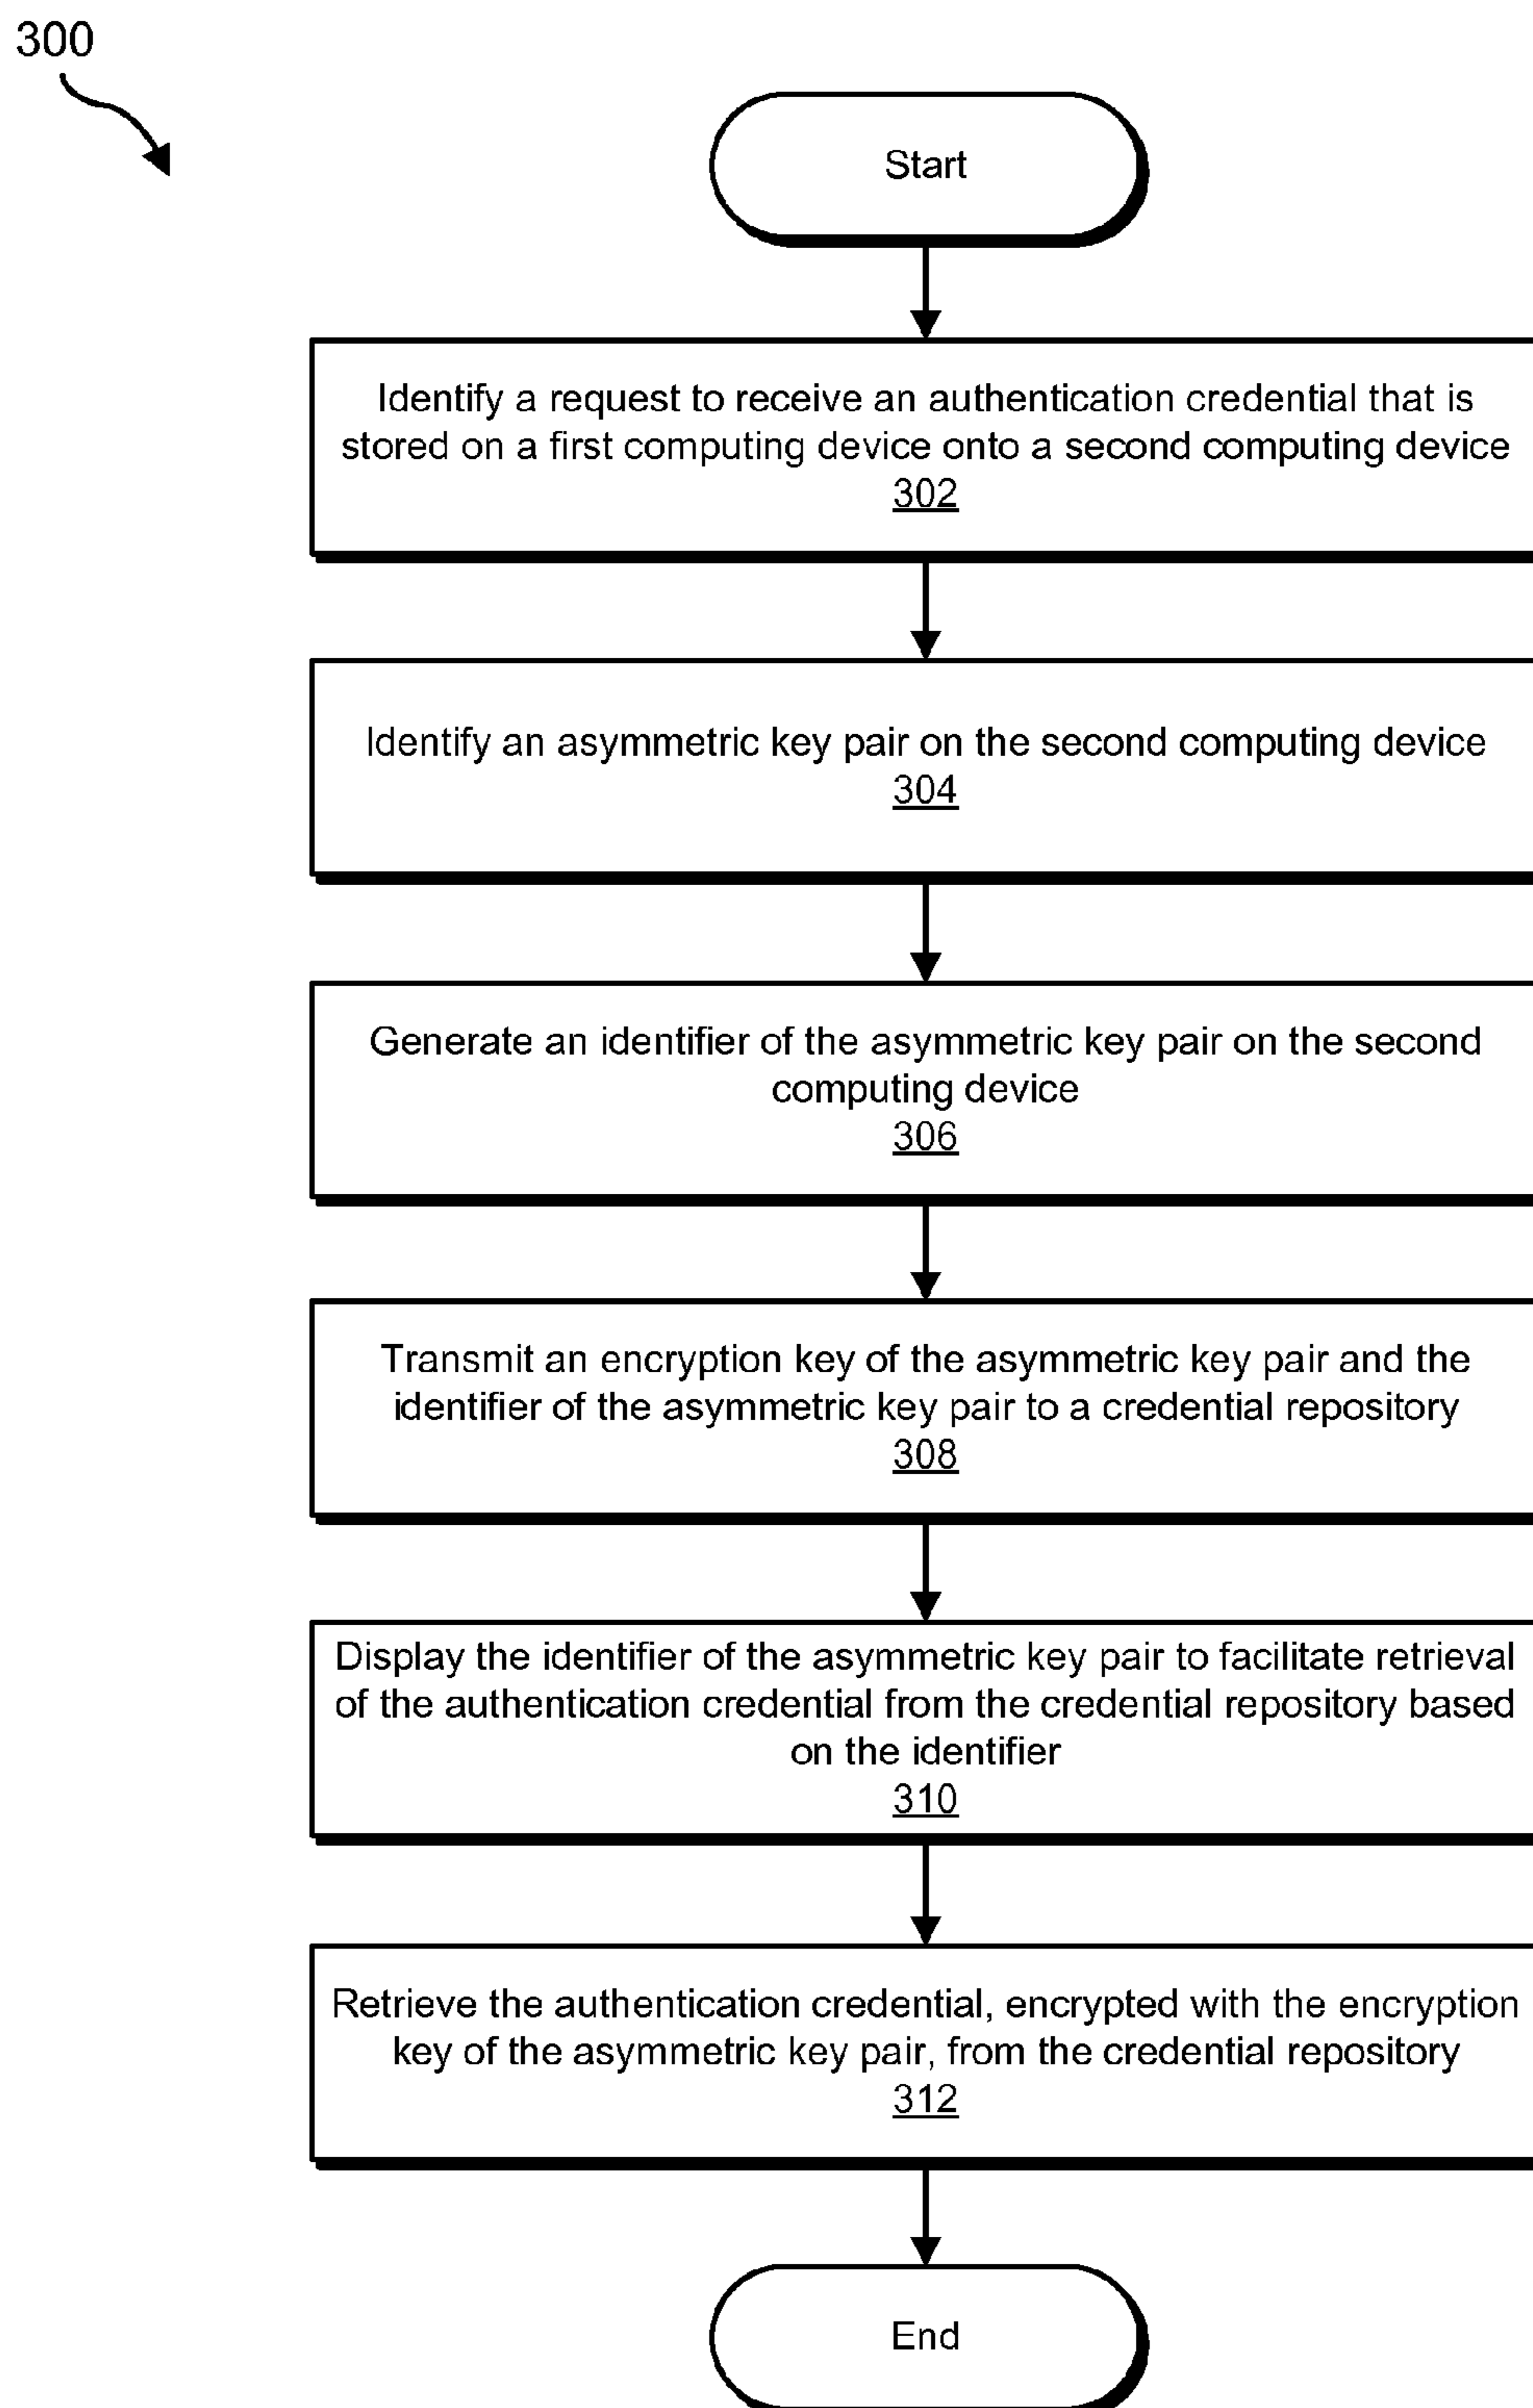 300
Start
Identify a request to receive an authentication credential that is
stored on a first computing device onto a second computing device
302
Identify an asymmetric key pair on the second computing device
304
Generate an identifier of the asymmetric key pair on the second
computing device
306
Transmit an encryption key of the asymmetric key pair and the
identifier of the asymmetric key pair to a credential repository
308
Display the identifier of the asymmetric key pair to facilitate retrieval
of the authentication credential from the credential repository based
on the identifier
310
Retrieve the authentication credential, encrypted with the encryption
key of the asymmetric key pair, from the credential repository
312
End